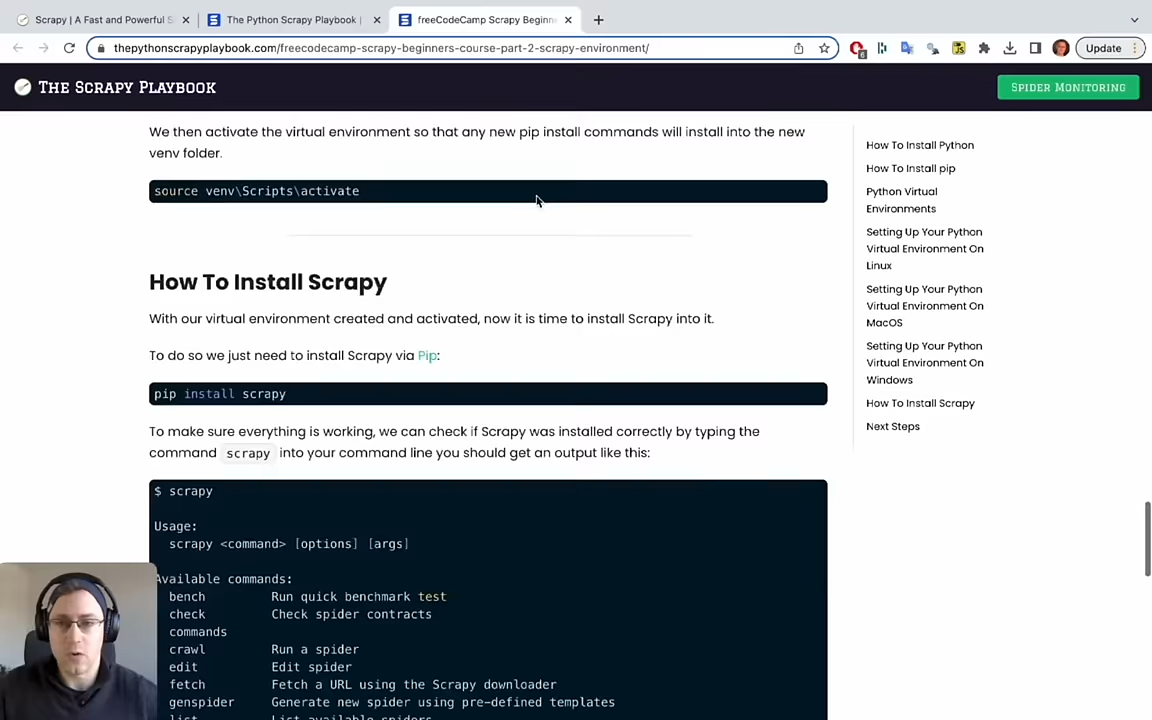 Scrapy | A Fast and Powerful S
The Python Scrapy Playbook |
freeCodeCamp Scrapy Beginne
thepythonscrapyplaybook.com/freecodecamp-scrapy-beginners-course-part-2-scrapy-environment/
Update
THE SCRAPY PLAYBOOK
SPIDER MONITORING
We then activate the virtual environment so that any new pip install commands will install into the new
venv folder.
source venv\Scripts\activate
How To Install Scrapy
With our virtual environment created and activated, now it is time to install Scrapy into it.
To do so we just need to install Scrapy via Pip:
pip install scrapy
To make sure everything is working, we can check if Scrapy was installed correctly by typing the
command scrapy into your command line you should get an output like this:
$ scrapy
Usage:
scrapy <command> [options] [args]
Available commands:
bench Run quick benchmark test
check Check spider contracts
commands
crawl Run a spider
edit Edit spider
fetch Fetch a URL using the Scrapy downloader
genspider Generate new spider using pre-defined templates
list List available spiders
How To Install Python
How To Install pip
Python Virtual
Environments
Setting Up Your Python
Virtual Environment On
Linux
Setting Up Your Python
Virtual Environment On
MacOS
Setting Up Your Python
Virtual Environment On
Windows
How To Install Scrapy
Next Steps